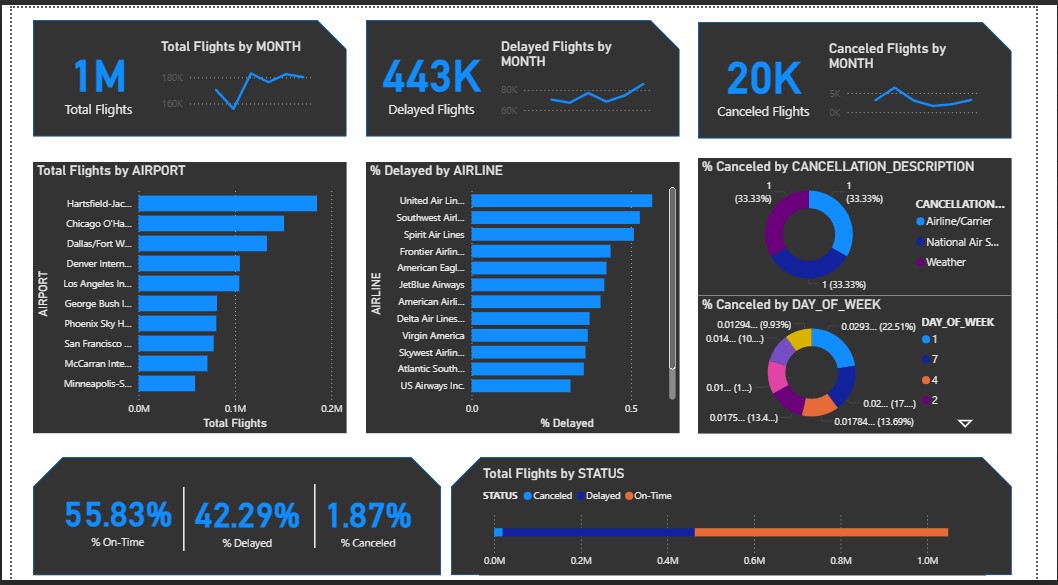 1M
Total Flights
Total Flights by MONTH
180K
160K
443K
Delayed Flights
Delayed Flights by
MONTH
80K
60K
20K
Canceled Flights
Canceled Flights by
MONTH
5K
0K
Total Flights by AIRPORT
AIRPORT
Hartsfield-Jac...
Chicago O'Ha...
Dallas/Fort W...
Denver Intern...
Los Angeles In...
George Bush I...
Phoenix Sky H...
San Francisco ...
McCarran Inte...
Minneapolis-S...
0.0M 0.1M 0.2M
Total Flights
% Delayed by AIRLINE
AIRLINE
United Air Lin...
Southwest Airl...
Spirit Air Lines
Frontier Airlin...
American Eagl...
JetBlue Airways
American Airli...
Delta Air Lines...
Virgin America
Skywest Airlin...
Atlantic South...
US Airways Inc.
0.0 0.5
% Delayed
% Canceled by CANCELLATION_DESCRIPTION
1
(33.33%)
1
(33.33%)
1 (33.33%)
CANCELLATION...
Airline/Carrier
National Air S...
Weather
% Canceled by DAY_OF_WEEK
0.01294... (9.93%)
0.0293... (22.51%)
0.014... (10....)
0.01... (1...)
0.02... (17....)
0.0175... (13.4...)
0.01784... (13.69%)
DAY_OF_WEEK
1
7
4
2
55.83%
% On-Time
42.29%
% Delayed
1.87%
% Canceled
Total Flights by STATUS
STATUS Canceled Delayed On-Time
0.0M 0.2M 0.4M 0.6M 0.8M 1.0M